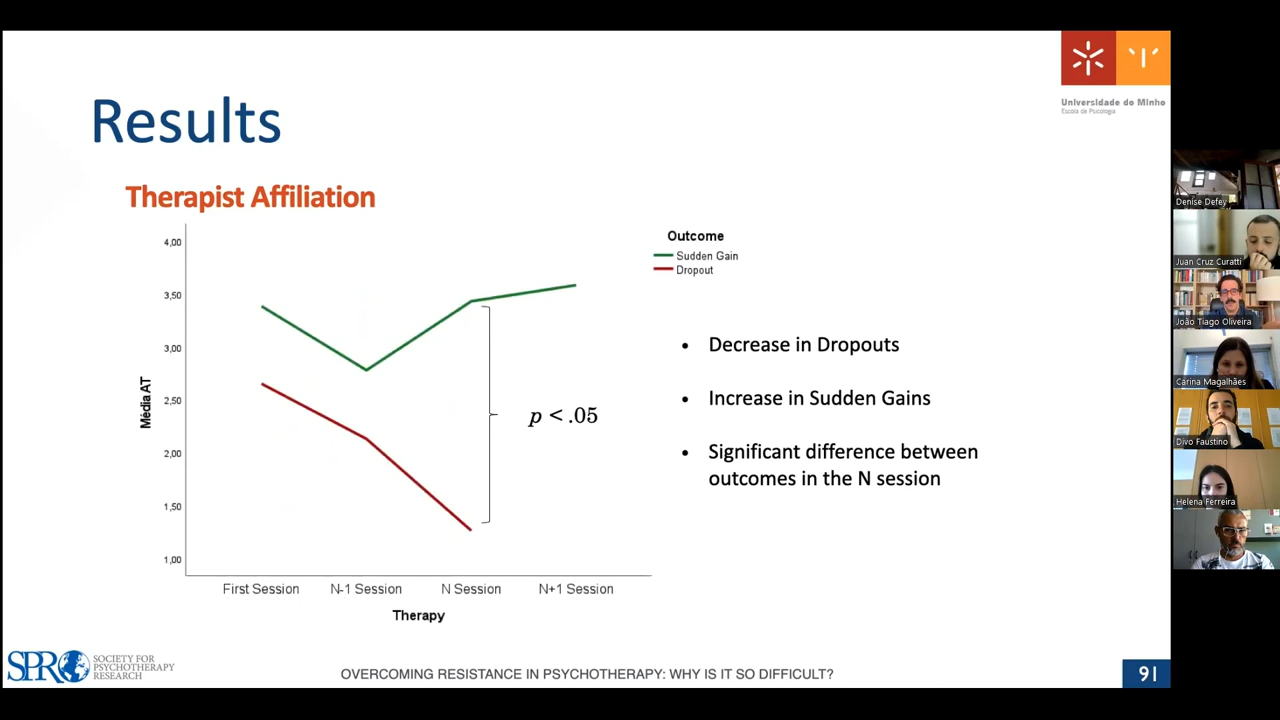 Results
Universidade do Minho
Escola de Psicologia
Therapist Affiliation
Outcome
Sudden Gain
Dropout
4,00
3,50
3,00
2,50
2,00
1,50
1,00
Média AT
p < .05
First Session
N-1 Session
N Session
N+1 Session
Therapy
• Decrease in Dropouts
• Increase in Sudden Gains
• Significant difference between
outcomes in the N session
SPR
SOCIETY FOR
PSYCHOTHERAPY
RESEARCH
OVERCOMING RESISTANCE IN PSYCHOTHERAPY: WHY IS IT SO DIFFICULT?
91
Denise Defey
Juan Cruz Curatti
João Tiago Oliveira
Carina Magalhães
Divo Faustino
Helena Ferreira